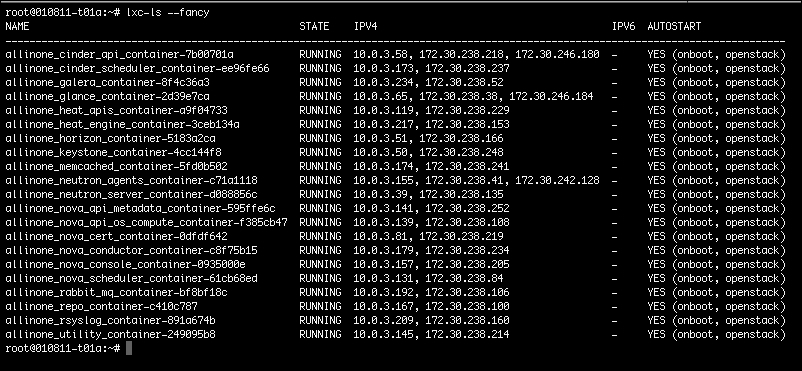 root@010811-t01a:~# lxc-ls --fancy
NAME STATE IPV4 IPV6 AUTOSTART
--------------------------------------------------------------------------------------------------------------------------------
allinone_cinder_api_container-7b00701a RUNNING 10.0.3.58, 172.30.238.218, 172.30.246.180 - YES (onboot, openstack)
allinone_cinder_scheduler_container-ee96fe66 RUNNING 10.0.3.173, 172.30.238.237 - YES (onboot, openstack)
allinone_galera_container-8f4c36a3 RUNNING 10.0.3.234, 172.30.238.52 - YES (onboot, openstack)
allinone_glance_container-2d39e7ca RUNNING 10.0.3.65, 172.30.238.38, 172.30.246.184 - YES (onboot, openstack)
allinone_heat_apis_container-a9f04733 RUNNING 10.0.3.119, 172.30.238.229 - YES (onboot, openstack)
allinone_heat_engine_container-3ceb134a RUNNING 10.0.3.217, 172.30.238.153 - YES (onboot, openstack)
allinone_horizon_container-5183a2ca RUNNING 10.0.3.51, 172.30.238.166 - YES (onboot, openstack)
allinone_keystone_container-4cc144f8 RUNNING 10.0.3.50, 172.30.238.248 - YES (onboot, openstack)
allinone_memcached_container-5fd0b502 RUNNING 10.0.3.174, 172.30.238.241 - YES (onboot, openstack)
allinone_neutron_agents_container-c71a1118 RUNNING 10.0.3.155, 172.30.238.41, 172.30.242.128 - YES (onboot, openstack)
allinone_neutron_server_container-d088856c RUNNING 10.0.3.39, 172.30.238.135 - YES (onboot, openstack)
allinone_nova_api_metadata_container-595ffe6c RUNNING 10.0.3.141, 172.30.238.252 - YES (onboot, openstack)
allinone_nova_api_os_compute_container-f385cb47 RUNNING 10.0.3.139, 172.30.238.108 - YES (onboot, openstack)
allinone_nova_cert_container-0dfdf642 RUNNING 10.0.3.81, 172.30.238.219 - YES (onboot, openstack)
allinone_nova_conductor_container-c8f75b15 RUNNING 10.0.3.179, 172.30.238.234 - YES (onboot, openstack)
allinone_nova_console_container-0935000e RUNNING 10.0.3.157, 172.30.238.205 - YES (onboot, openstack)
allinone_nova_scheduler_container-61cb68ed RUNNING 10.0.3.131, 172.30.238.84 - YES (onboot, openstack)
allinone_rabbit_mq_container-bf8bf18c RUNNING 10.0.3.192, 172.30.238.106 - YES (onboot, openstack)
allinone_repo_container-c410c787 RUNNING 10.0.3.167, 172.30.238.100 - YES (onboot, openstack)
allinone_rsyslog_container-891a674b RUNNING 10.0.3.209, 172.30.238.160 - YES (onboot, openstack)
allinone_utility_container-249095b8 RUNNING 10.0.3.145, 172.30.238.214 - YES (onboot, openstack)
root@010811-t01a:~#